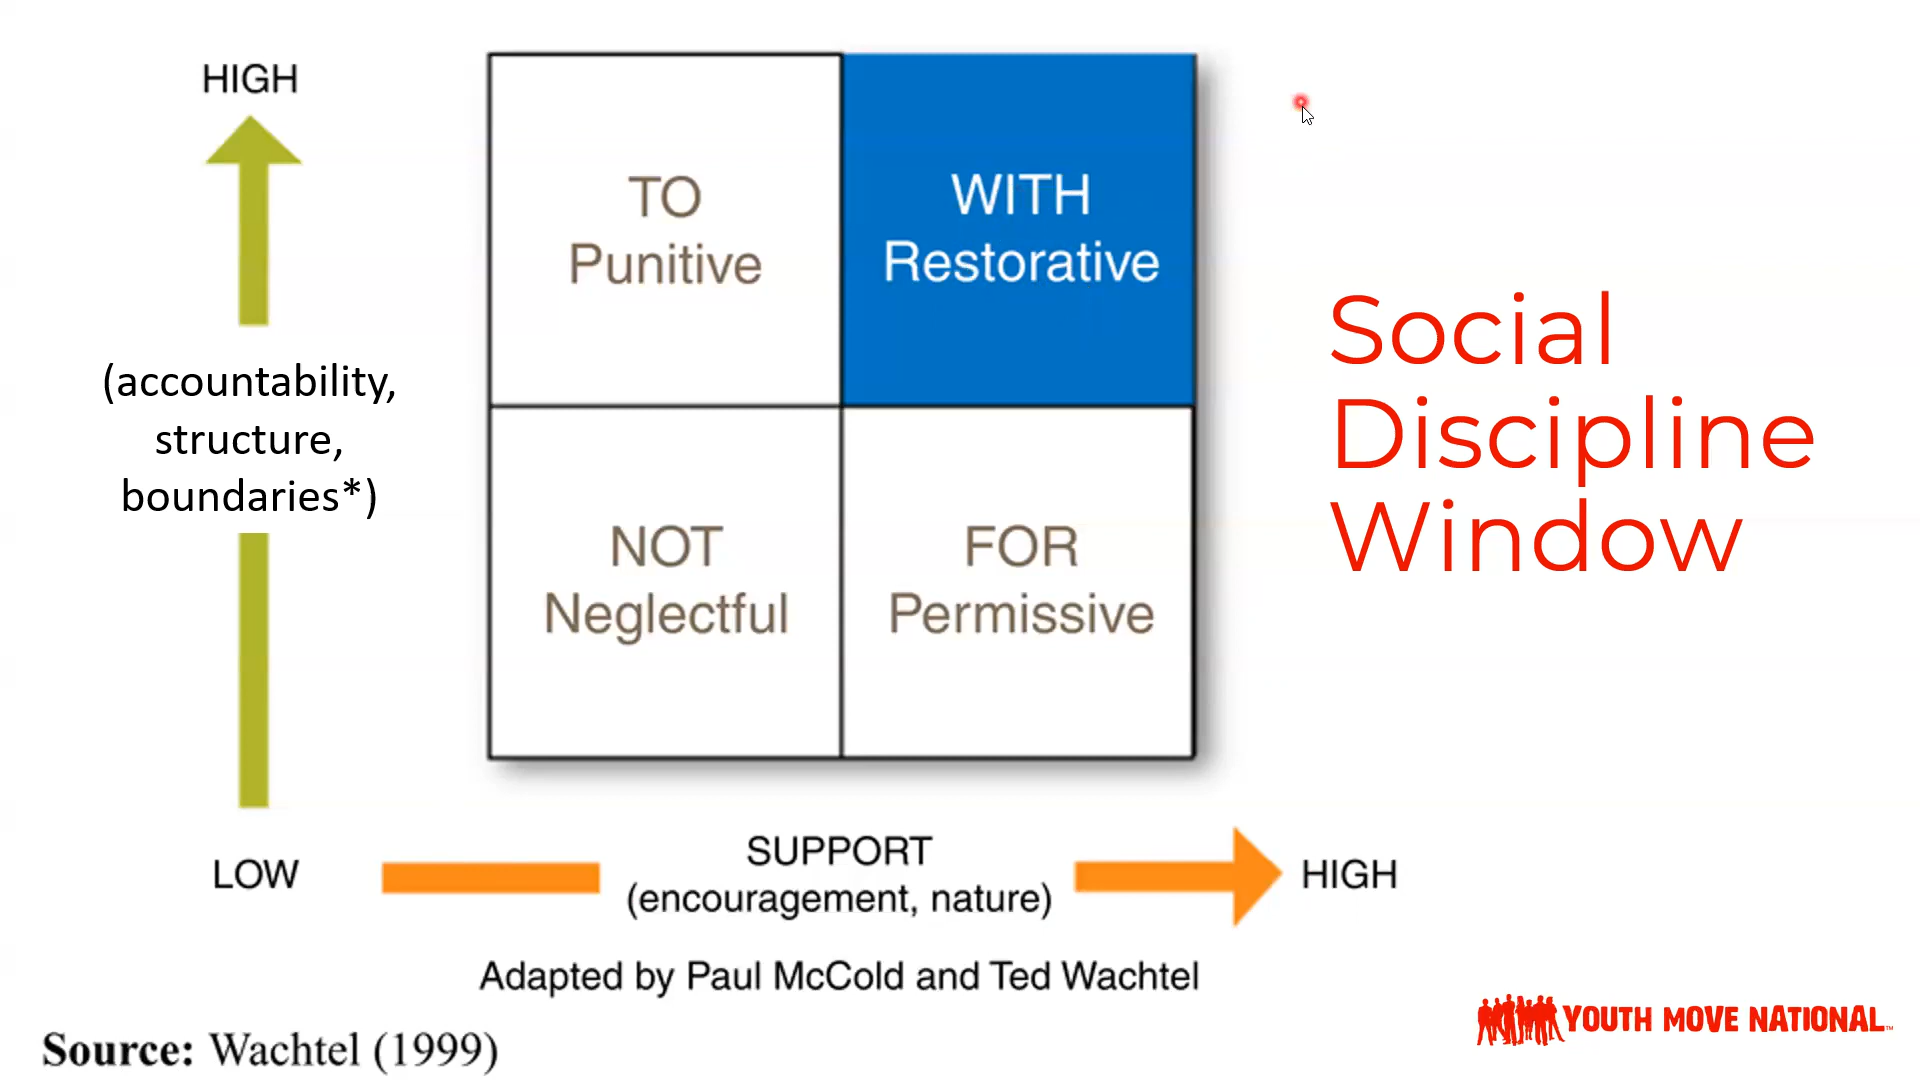 HIGH
(accountability,
structure,
boundaries*)
LOW
TO
Punitive
WITH
Restorative
NOT
Neglectful
FOR
Permissive
SUPPORT
(encouragement, nature)
HIGH
Adapted by Paul McCold and Ted Wachtel
Social
Discipline
Window
Source: Wachtel (1999)
YOUTH MOVE NATIONAL™